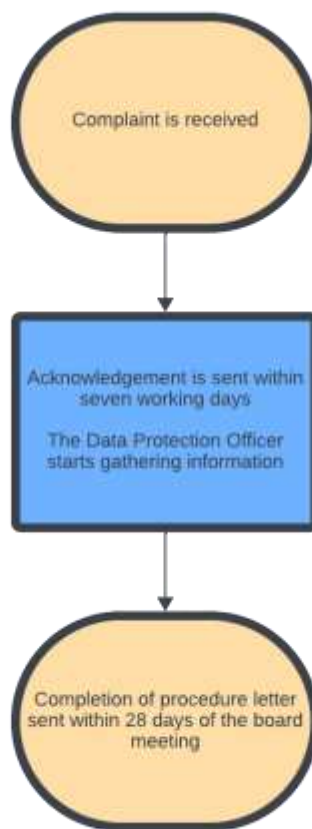 Complaint is received
Acknowledgement is sent within
seven working days
The Data Protection Officer
starts gathering information
Completion of procedure letter
sent within 28 days of the board
meeting